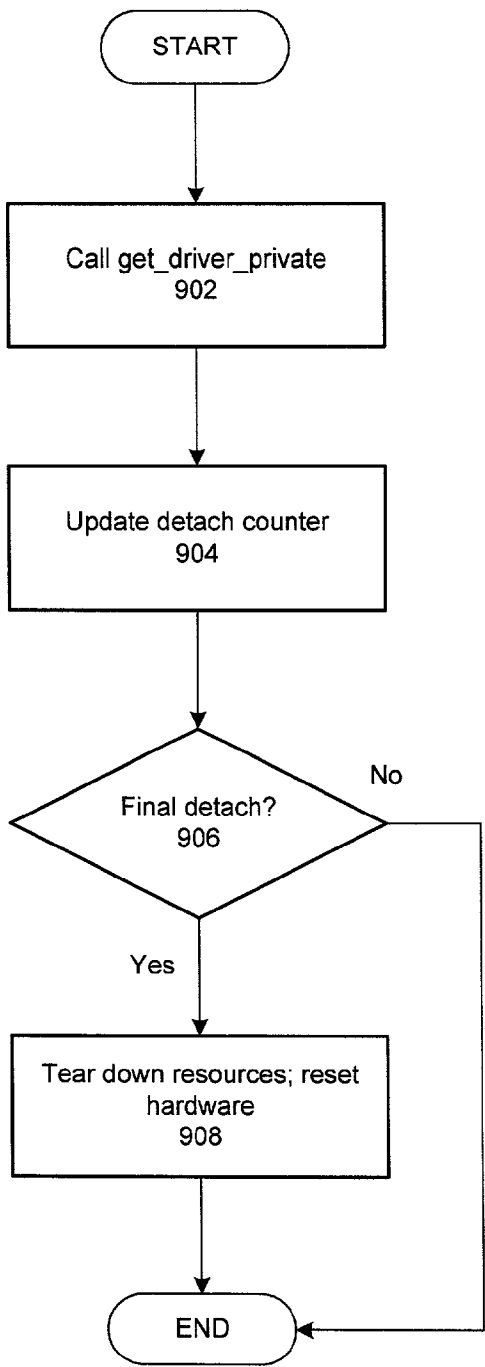 START
Call get_driver_private
902
Update detach counter
904
Final detach?
906
No
Yes
Tear down resources; reset
hardware
908
END